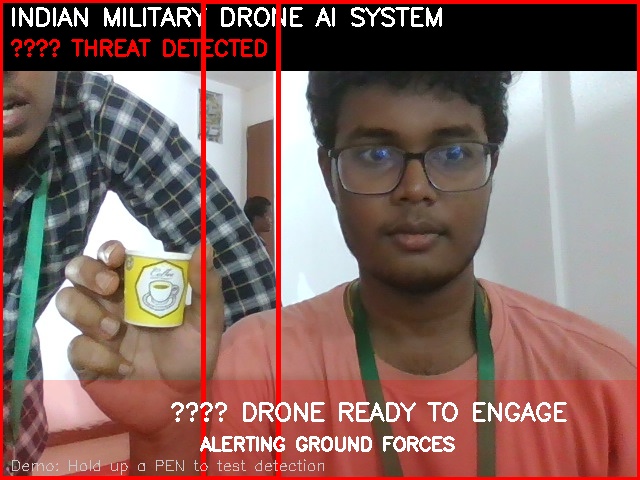 INDIAN MILITARY DRONE AI SYSTEM
???? THREAT DETECTED
Coffee
???? DRONE READY TO ENGAGE
ALERTING GROUND FORCES
Demo: Hold up a PEN to test detection